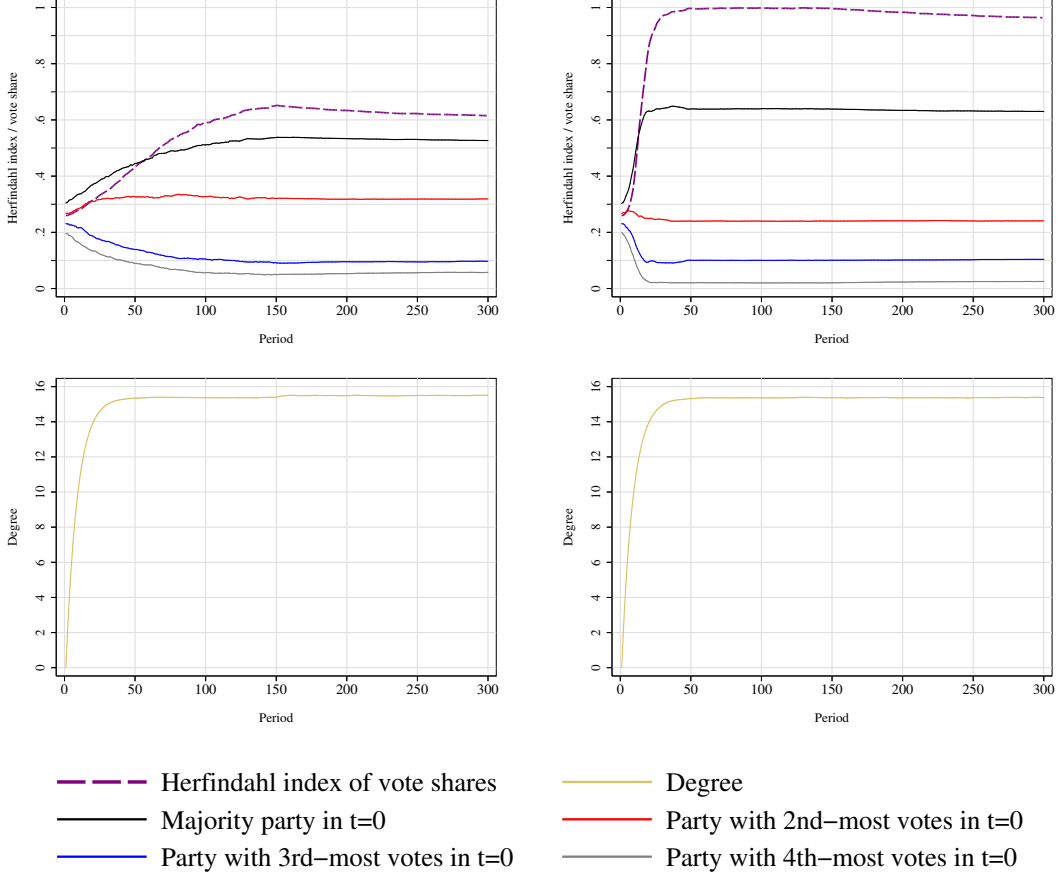 Herfindahl index / vote share
1
.8
.6
.4
.2
0
0 50 100 150 200 250 300
Period
Herfindahl index / vote share
1
.8
.6
.4
.2
0
0 50 100 150 200 250 300
Period
Degree
16
14
12
10
8
6
4
2
0
0 50 100 150 200 250 300
Period
Degree
16
14
12
10
8
6
4
2
0
0 50 100 150 200 250 300
Period
Herfindahl index of vote shares
Degree
Majority party in t=0
Party with 2nd−most votes in t=0
Party with 3rd−most votes in t=0
Party with 4th−most votes in t=0